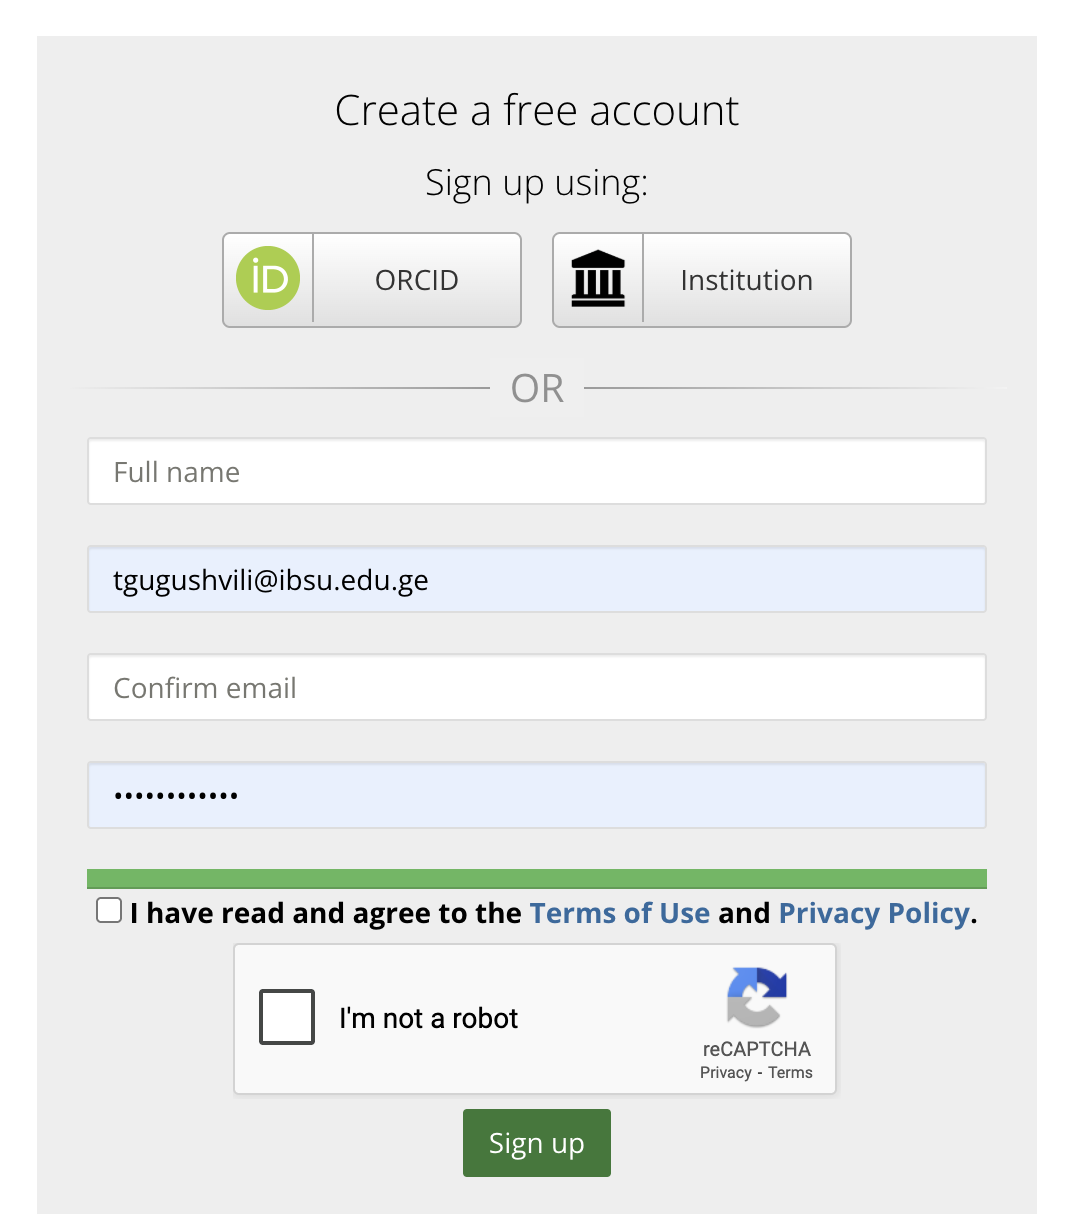 Create a free account
Sign up using:
iD ORCID Institution
OR
Full name
tgugushvili@ibsu.edu.ge
Confirm email
••••••••••••
I have read and agree to the Terms of Use and Privacy Policy.
I'm not a robot
reCAPTCHA
Privacy - Terms
Sign up